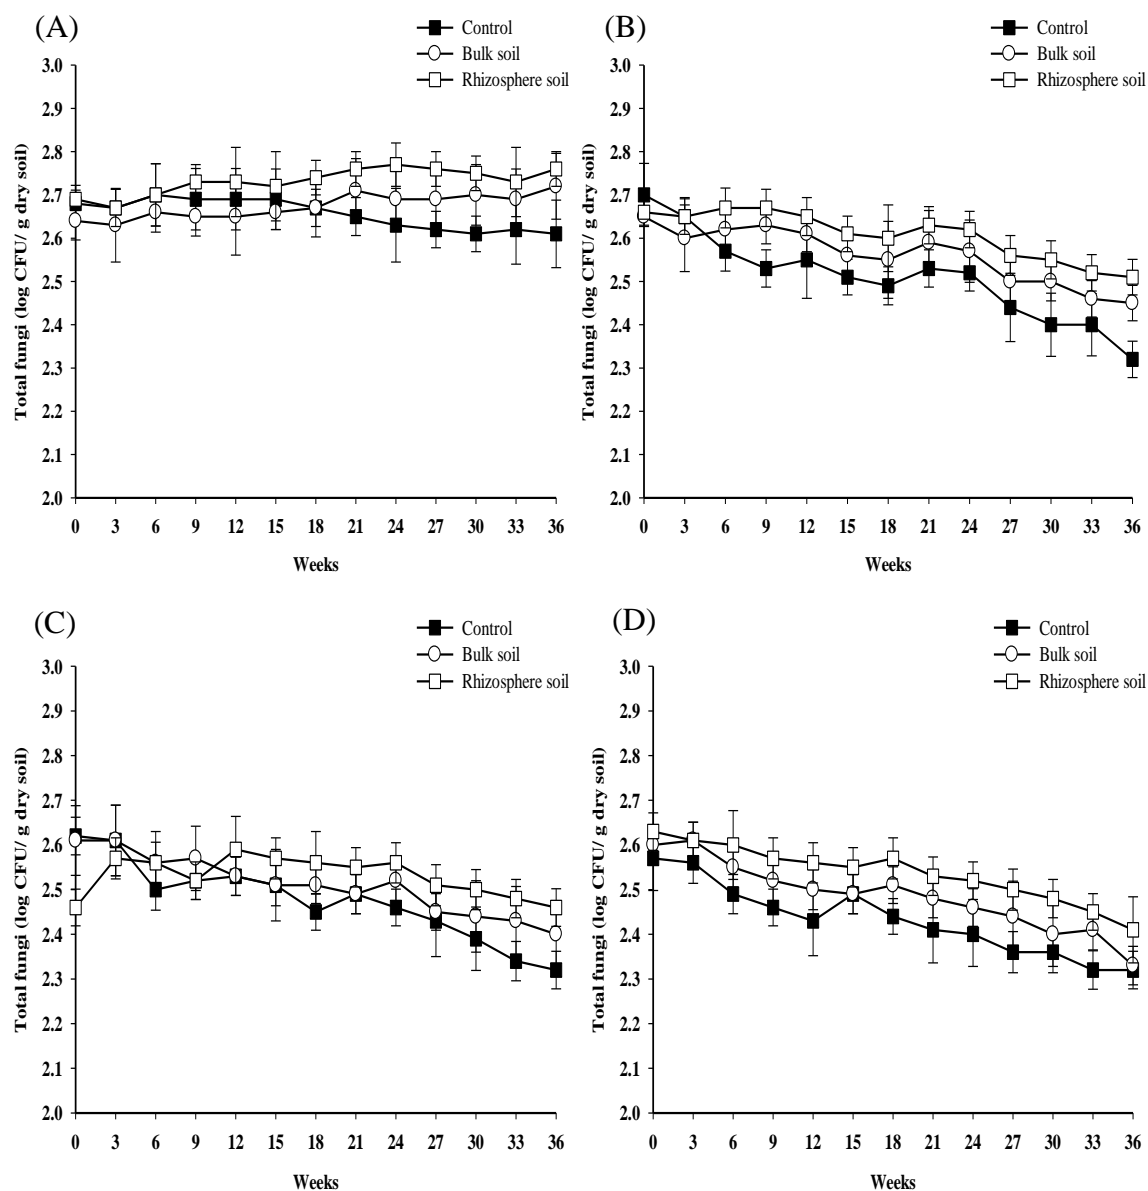 (A)
Control
Bulk soil
Rhizosphere soil
3.0
2.9
2.8
2.7
2.6
2.5
2.4
2.3
2.2
2.1
2.0
Total fungi (log CFU/ g dry soil)
0 3 6 9 12 15 18 21 24 27 30 33 36
Weeks
(B)
Control
Bulk soil
Rhizosphere soil
3.0
2.9
2.8
2.7
2.6
2.5
2.4
2.3
2.2
2.1
2.0
Total fungi (log CFU/ g dry soil)
0 3 6 9 12 15 18 21 24 27 30 33 36
Weeks
(C)
Control
Bulk soil
Rhizosphere soil
3.0
2.9
2.8
2.7
2.6
2.5
2.4
2.3
2.2
2.1
2.0
Total fungi (log CFU/ g dry soil)
0 3 6 9 12 15 18 21 24 27 30 33 36
Weeks
(D)
Control
Bulk soil
Rhizosphere soil
3.0
2.9
2.8
2.7
2.6
2.5
2.4
2.3
2.2
2.1
2.0
Total fungi (log CFU/ g dry soil)
0 3 6 9 12 15 18 21 24 27 30 33 36
Weeks